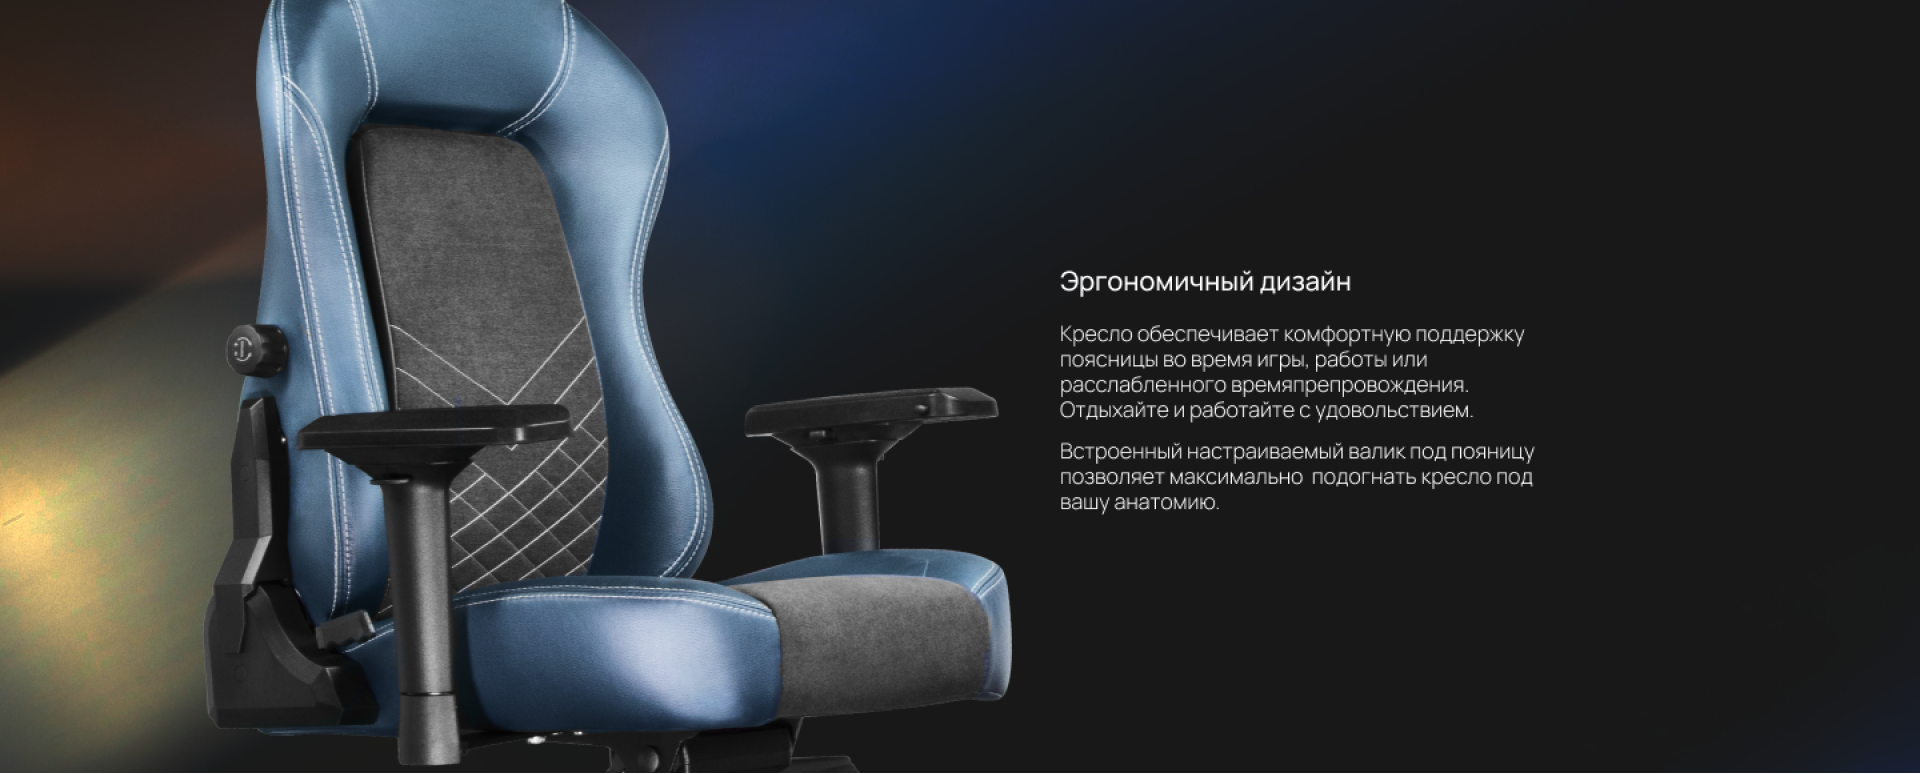 Эргономичный дизайн
Кресло обеспечивает комфортную поддержку
поясницы во время игры, работы или
расслабленного времяпрепровождения.
Отдыхайте и работайте с удовольствием.
Встроенный настраиваемый валик под пояницу
позволяет максимально  подогнать кресло под
вашу анатомию.